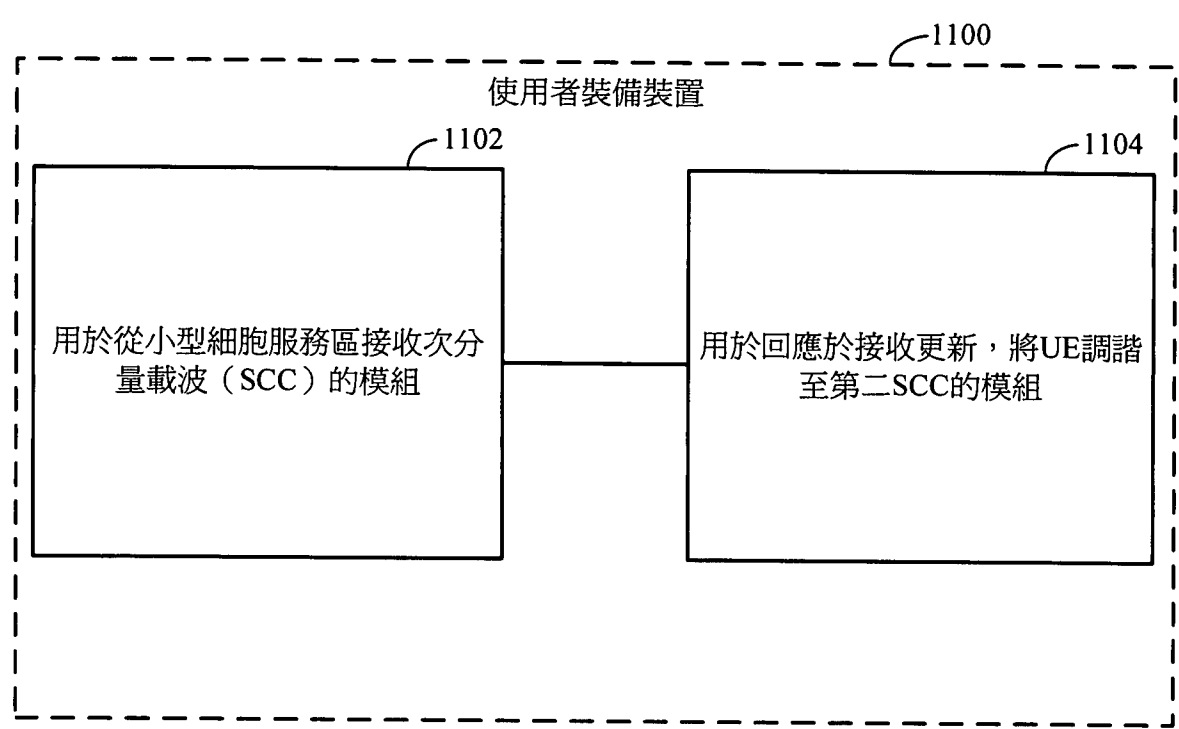 1100
使用者裝備裝置
1102
1104
用於從小型細胞服務區接收次分
量載波（SCC）的模組
用於回應於接收更新，將UE調諧
至第二SCC的模組